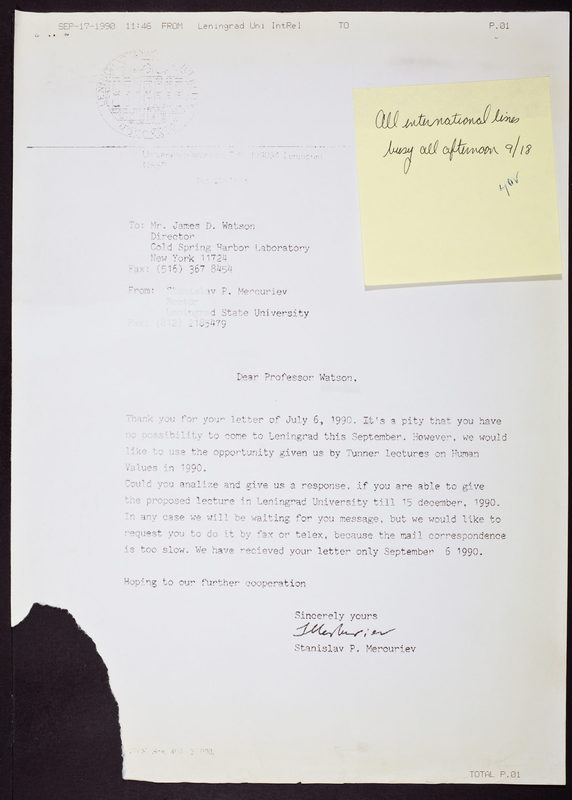 SEP-17-1990 11:46 FROM Leningrad Uni IntRel TO P.01
All international lines
busy all afternoon 9/18
To: Mr. James D. Watson
Director
Cold Spring Harbor Laboratory
New York 11724
Fax: (516) 367 8454
From: Stanislav P. Mercuriev
Rector
Leningrad State University
Fax: (812) 2185479
Dear Professor Watson,
Thank you for your letter of July 6, 1990. It's a pity that you have
no possibility to come to Leningrad this September. However, we would
like to use the opportunity given us by Tunner lectures on Human
Values in 1990.
Could you analize and give us a response, if you are able to give
the proposed lecture in Leningrad University till 15 december, 1990.
In any case we will be waiting for you message, but we would like to
request you to do it by fax or telex, because the mail correspondence
is too slow. We have recieved your letter only September 6 1990.
Hoping to our further cooperation
Sincerely yours
Stanislav P. Mercuriev
TOTAL P.01